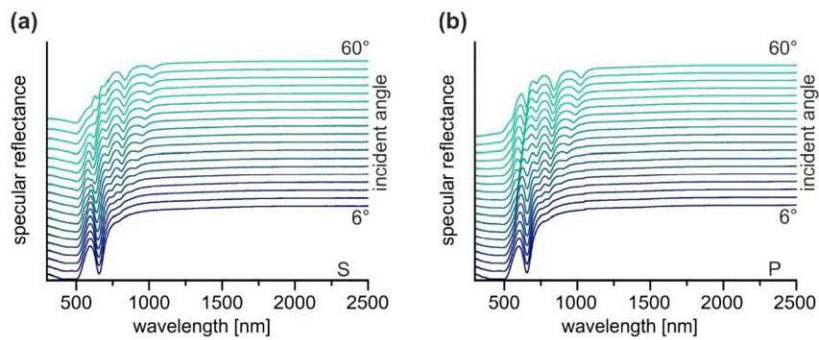 (a)
60°
specular reflectance
incident angle
6°
S
500 1000 1500 2000 2500
wavelength [nm]
(b)
60°
specular reflectance
incident angle
6°
P
500 1000 1500 2000 2500
wavelength [nm]